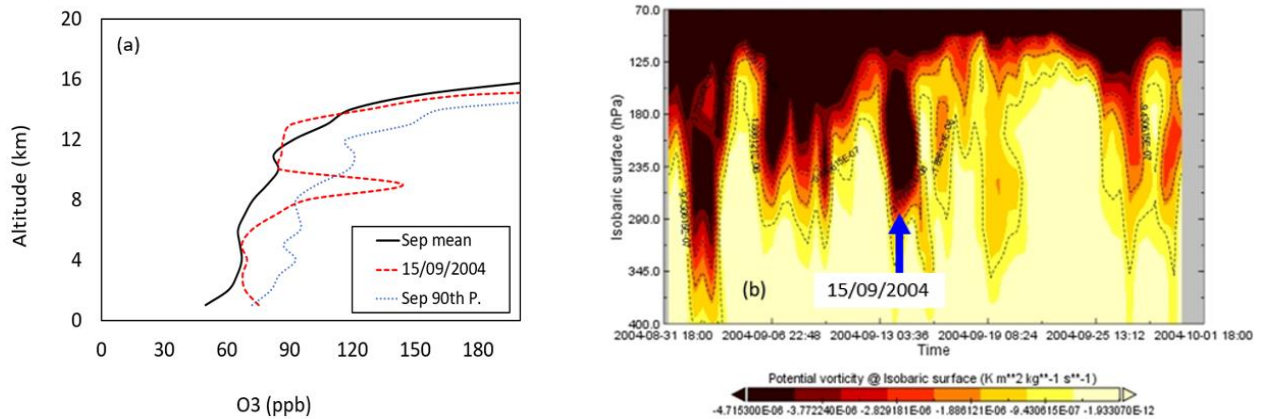 (a)
20
16
12
8
4
0
Altitude (km)
0 30 60 90 120 150 180
O3 (ppb)
Sep mean
15/09/2004
Sep 90th P.
70.0
125.0
180.0
235.0
290.0
345.0
400.0
Isobaric surface (hPa)
(b)
15/09/2004
2004-08-31 18:00 2004-09-06 22:48 2004-09-13 03:36 2004-09-19 08:24 2004-09-25 13:12 2004-10-01 18:00
Time
Potential vorticity @ Isobaric surface (K m**2 kg**-1 s**-1)
-4.715300E-06 -3.772240E-06 -2.829181E-06 -1.886121E-06 -9.430615E-07 -1.933070E-12